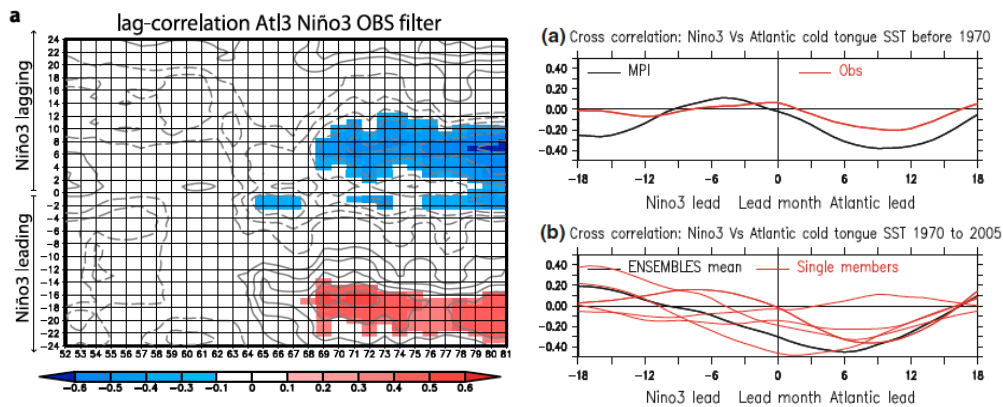 a
lag-correlation Atl3 Niño3 OBS filter
Niño3 lagging
Niño3 leading
24
22
20
18
16
14
12
10
8
6
4
2
0
-2
-4
-6
-8
-10
-12
-14
-16
-18
-20
-22
-24
52 53 54 55 56 57 58 59 60 61 62 63 64 65 66 67 68 69 70 71 72 73 74 75 76 77 78 79 80 81
-0.6 -0.5 -0.4 -0.3 -0.1 0 0.1 0.3 0.4 0.5 0.6
(a) Cross correlation: Nino3 Vs Atlantic cold tongue SST before 1970
MPI Obs
0.40
0.20
0.00
0.20
0.40
-18 -12 -6 0 6 12 18
Nino3 lead Lead month Atlantic lead
(b) Cross correlation: Nino3 Vs Atlantic cold tongue SST 1970 to 2005
ENSEMBLES mean Single members
0.40
0.20
0.00
0.20
0.40
-18 -12 -6 0 6 12 18
Nino3 lead Lead month Atlantic lead